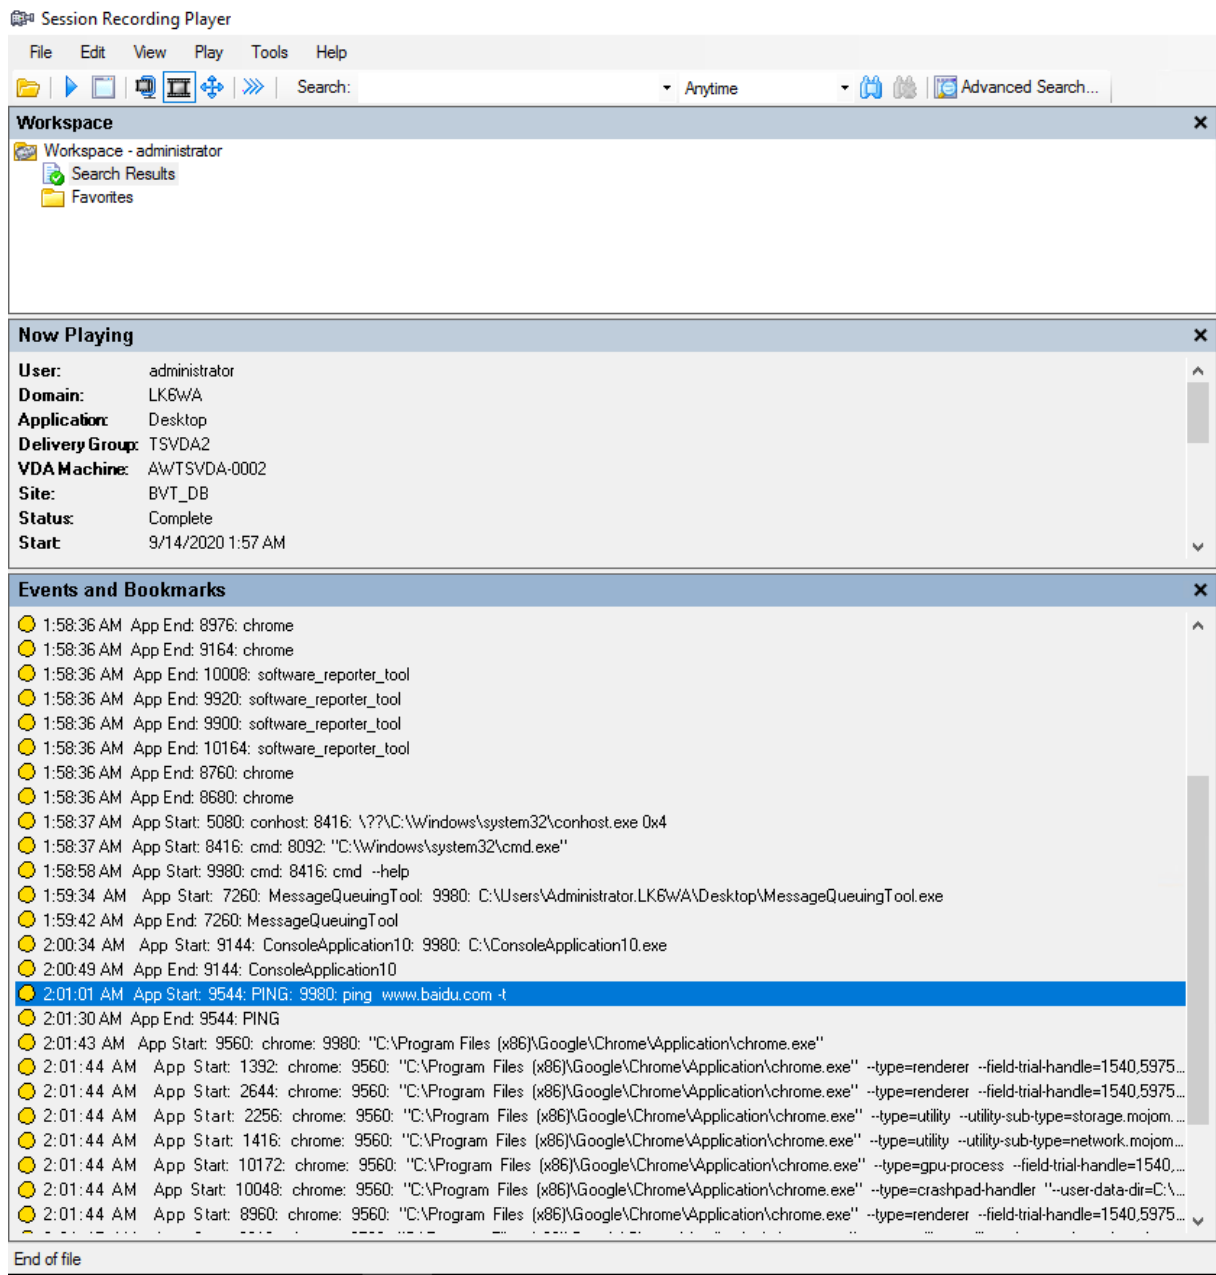 Session Recording Player
File Edit View Play Tools Help
Search: Anytime Advanced Search...
Workspace
Workspace - administrator
Search Results
Favorites
Now Playing
User: administrator
Domain: LK6WA
Application: Desktop
Delivery Group: TSVDA2
VDA Machine: AWTSVDA-0002
Site: BVT_DB
Status: Complete
Start: 9/14/2020 1:57 AM
Events and Bookmarks
1:58:36 AM App End: 8976: chrome
1:58:36 AM App End: 9164: chrome
1:58:36 AM App End: 10008: software_reporter_tool
1:58:36 AM App End: 9920: software_reporter_tool
1:58:36 AM App End: 9900: software_reporter_tool
1:58:36 AM App End: 10164: software_reporter_tool
1:58:36 AM App End: 8760: chrome
1:58:36 AM App End: 8680: chrome
1:58:37 AM App Start: 5080: conhost: 8416: \??\C:\Windows\system32\conhost.exe 0x4
1:58:37 AM App Start: 8416: cmd: 8092: "C:\Windows\system32\cmd.exe"
1:58:58 AM App Start: 9980: cmd: 8416: cmd --help
1:59:34 AM App Start: 7260: MessageQueuingTool: 9980: C:\Users\Administrator.LK6WA\Desktop\MessageQueuingTool.exe
1:59:42 AM App End: 7260: MessageQueuingTool
2:00:34 AM App Start: 9144: ConsoleApplication10: 9980: C:\ConsoleApplication10.exe
2:00:49 AM App End: 9144: ConsoleApplication10
2:01:01 AM App Start: 9544: PING: 9980: ping www.baidu.com -t
2:01:30 AM App End: 9544: PING
2:01:43 AM App Start: 9560: chrome: 9980: "C:\Program Files (x86)\Google\Chrome\Application\chrome.exe"
2:01:44 AM App Start: 1392: chrome: 9560: "C:\Program Files (x86)\Google\Chrome\Application\chrome.exe" --type=renderer --field-trial-handle=1540,5975...
2:01:44 AM App Start: 2644: chrome: 9560: "C:\Program Files (x86)\Google\Chrome\Application\chrome.exe" --type=renderer --field-trial-handle=1540,5975...
2:01:44 AM App Start: 2256: chrome: 9560: "C:\Program Files (x86)\Google\Chrome\Application\chrome.exe" --type=utility --utility-sub-type=storage.mojom....
2:01:44 AM App Start: 1416: chrome: 9560: "C:\Program Files (x86)\Google\Chrome\Application\chrome.exe" --type=utility --utility-sub-type=network.mojom...
2:01:44 AM App Start: 10172: chrome: 9560: "C:\Program Files (x86)\Google\Chrome\Application\chrome.exe" --type=gpu-process --field-trial-handle=1540,...
2:01:44 AM App Start: 10048: chrome: 9560: "C:\Program Files (x86)\Google\Chrome\Application\chrome.exe" --type=crashpad-handler "--user-data-dir=C:\...
2:01:44 AM App Start: 8960: chrome: 9560: "C:\Program Files (x86)\Google\Chrome\Application\chrome.exe" --type=renderer --field-trial-handle=1540,5975...
End of file